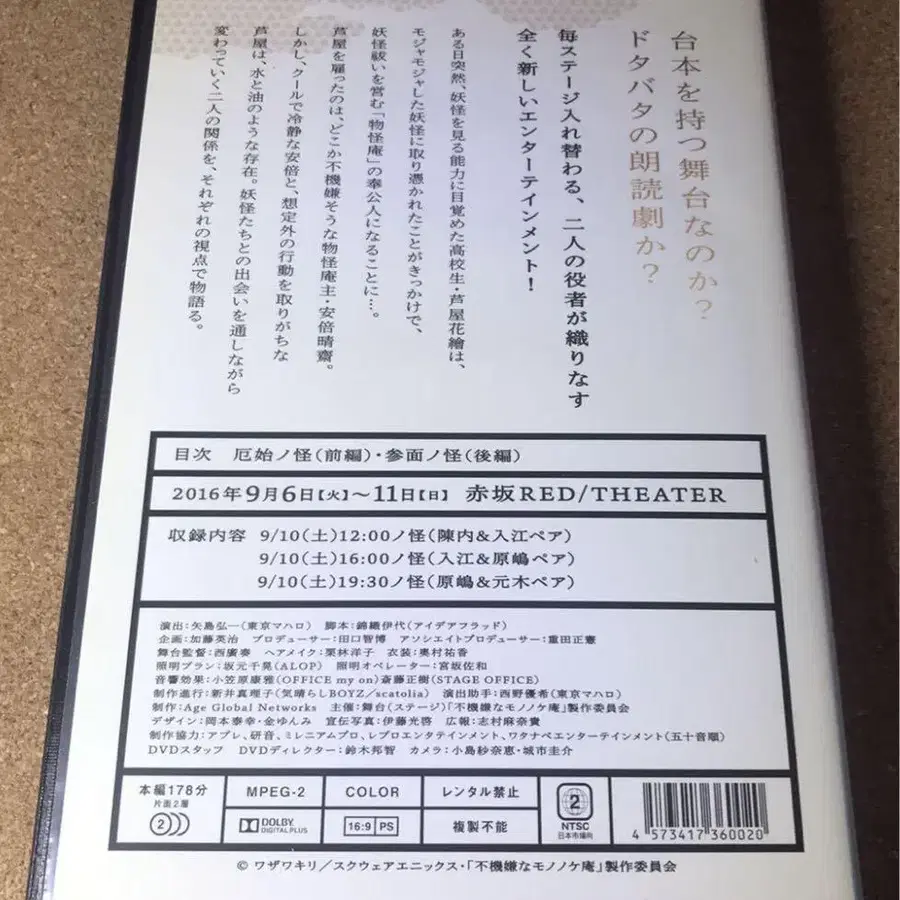 台本を持つ舞台なのか？
ドタバタの朗読劇か？
毎ステージ入れ替わる、二人の役者が織りなす
全く新しいエンターテインメント！
ある日突然、妖怪を見る能力に目覚めた高校生・芦屋花繪は、
モジャモジャした妖怪に取り憑かれたことがきっかけで、
妖怪祓いを営む「物怪庵」の奉公人になることに…。
芦屋を雇ったのは、どこか不機嫌そうな物怪庵主・安倍晴齋。
しかし、クールで冷静な安倍と、想定外の行動を取りがちな
芦屋は、水と油のような存在。妖怪たちとの出会いを通しながら
変わっていく二人の関係を、それぞれの視点で物語る。
目次 厄始ノ怪(前編)・参面ノ怪(後編)
2016年9月6日【火】～11日【日】 赤坂RED/THEATER
収録内容 9/10(土)12:00ノ怪(陳内&入江ペア)
9/10(土)16:00ノ怪(入江&原嶋ペア)
9/10(土)19:30ノ怪(原嶋&元木ペア)
演出:矢島弘一(東京マハロ) 脚本:錦織伊代(アイデアフラッド)
企画:加藤英治 プロデューサー:田口智博 アソシエイトプロデューサー:重田正憲
舞台監督:西廣奏 ヘアメイク:栗林洋子 衣装:奥村祐香
照明プラン:坂元千晃(ALOP) 照明オペレーター:宮坂佐和
音響効果:小笠原康雅(OFFICE my on)斎藤正樹(STAGE OFFICE)
制作進行:新井真理子(気晴らしBOYZ/scatolia) 演出助手:西野優希(東京マハロ)
制作:Age Global Networks 主催:舞台(ステージ)「不機嫌なモノノケ庵」製作委員会
デザイン:岡本泰幸・金ゆんみ 宣伝写真:伊藤光啓 広報:志村麻奈貴
制作協力:アプレ、研音、ミレニアムプロ、レプロエンタテインメント、ワタナベエンターテインメント(五十音順)
DVDスタッフ DVDディレクター:鈴木邦智 カメラ:小島紗奈恵・城市圭介
本編178分
片面2層
2
MPEG-2
COLOR
レンタル禁止
DOLBY
DIGITAL PLUS
16:9 PS
複製不能
2
NTSC
日本市場向
4 573417 360020
© ワザワキリ/スクウェアエニックス・「不機嫌なモノノケ庵」製作委員会